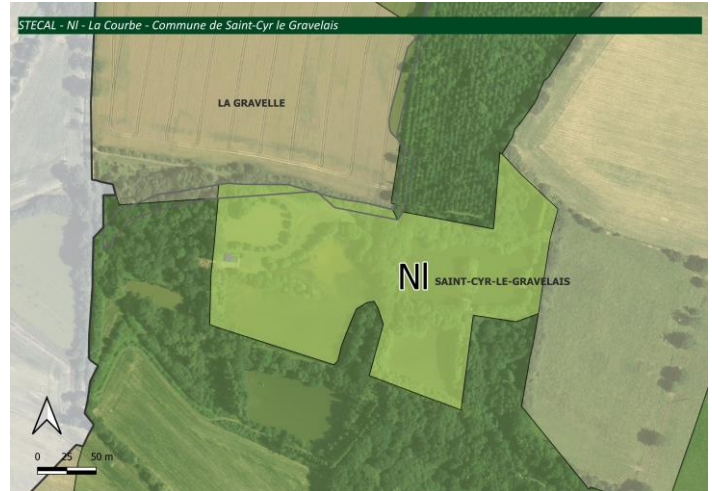 STECAL - Nl - La Courbe - Commune de Saint-Cyr le Gravelais
LA GRAVELLE
Nl
SAINT-CYR-LE-GRAVELAIS
0 25 50 m